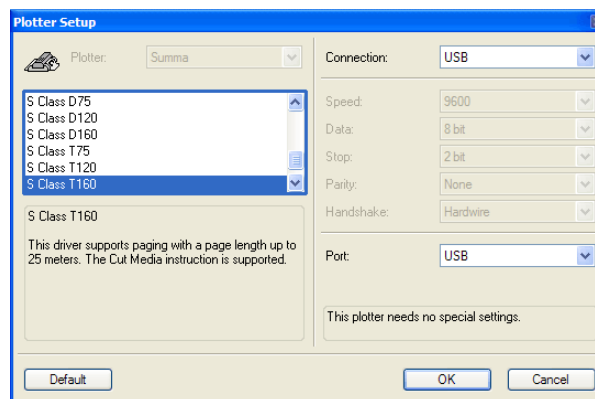 Plotter Setup
Plotter:
Summa
S Class D75
S Class D120
S Class D160
S Class T75
S Class T120
S Class T160
S Class T160
This driver supports paging with a page length up to
25 meters. The Cut Media instruction is supported.
Connection:
USB
Speed:
9600
Data:
8 bit
Stop:
2 bit
Parity:
None
Handshake:
Hardwire
Port:
USB
This plotter needs no special settings.
Default
OK
Cancel